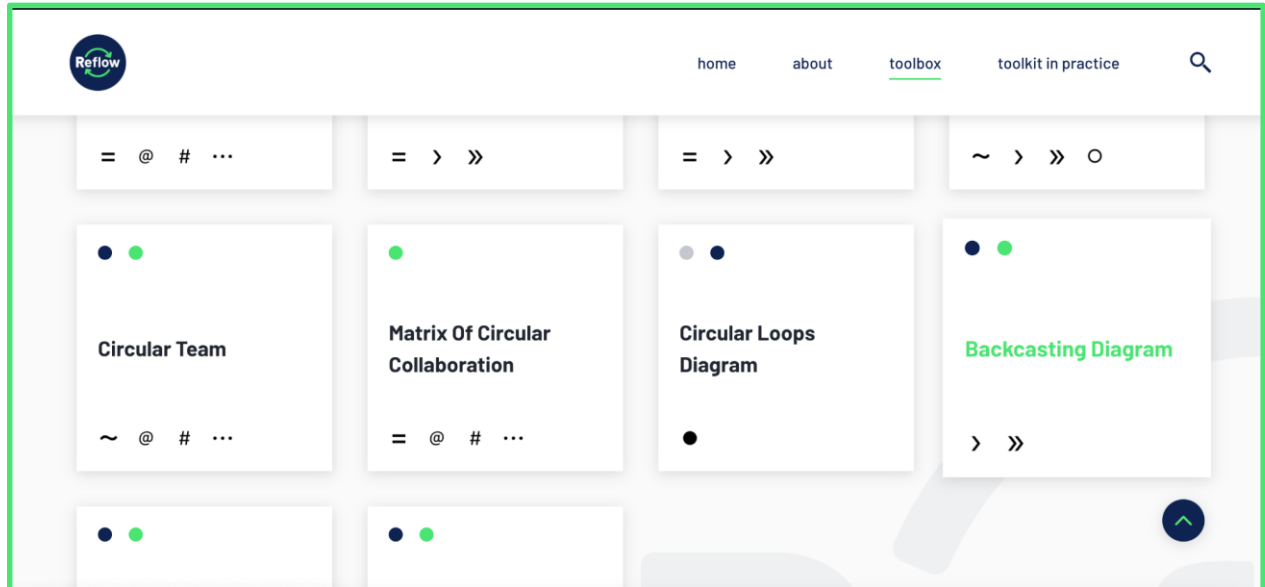 Reflow
home about toolbox toolkit in practice
= @ # ...
= › »
= › »
~ › » ○
Circular Team
Matrix Of Circular
Collaboration
Circular Loops
Diagram
Backcasting Diagram
~ @ # ...
= @ # ...
●
› »